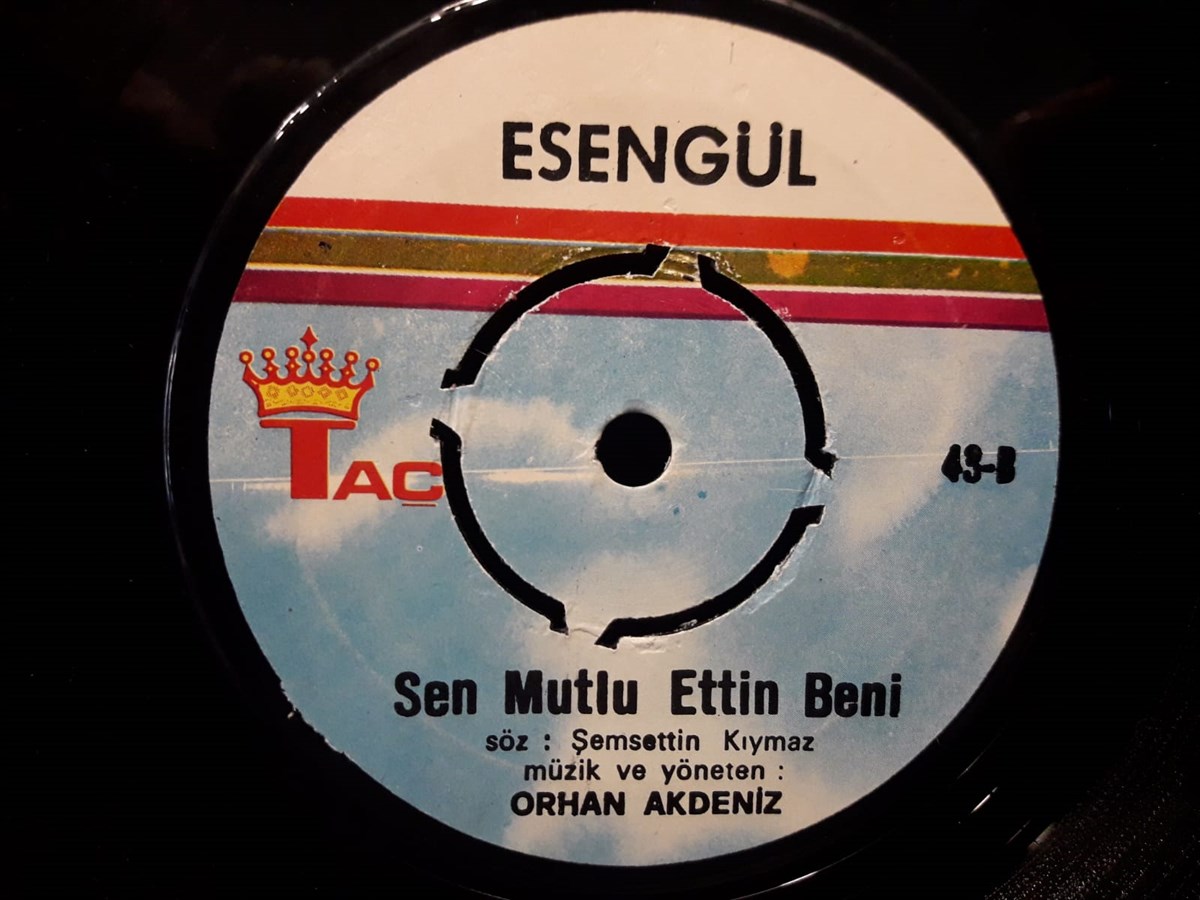 ESENGÜL
TAÇ
43-B
Sen Mutlu Ettin Beni
söz : Şemsettin Kıymaz
müzik ve yöneten :
ORHAN AKDENİZ